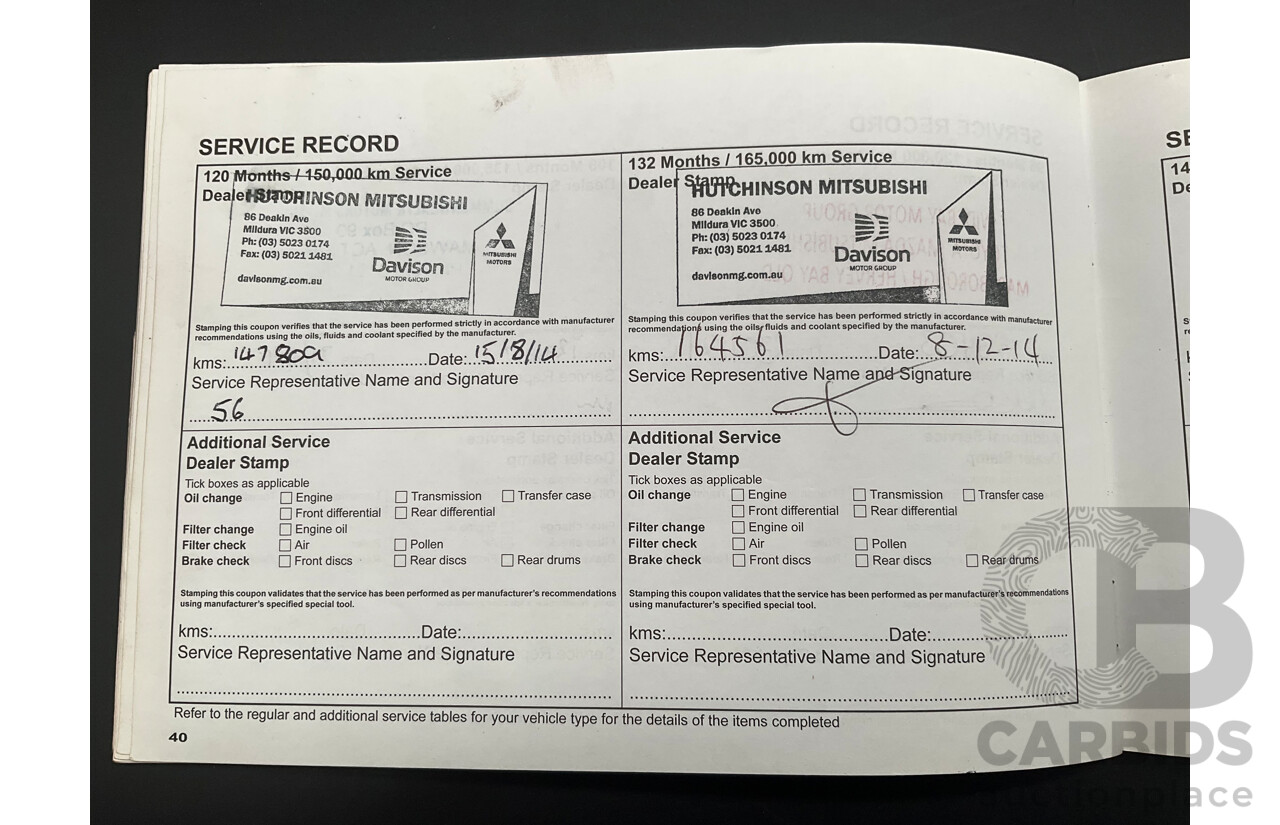 SERVICE RECORD
120 Months / 150,000 km Service
Dealer Stamp
HUTCHINSON MITSUBISHI
86 Deakin Ave
Mildura VIC 3500
Ph: (03) 5023 0174
Fax: (03) 5021 1481
davisonmg.com.au
Davison
MOTOR GROUP
MITSUBISHI
MOTORS
Stamping this coupon verifies that the service has been performed strictly in accordance with manufacturer
recommendations using the oils, fluids and coolant specified by the manufacturer.
kms: Date: 15/8/14
Service Representative Name and Signature
56
Additional Service
Dealer Stamp
Tick boxes as applicable
Oil change Engine Transmission Transfer case
Front differential Rear differential
Filter change Engine oil
Filter check Air Pollen
Brake check Front discs Rear discs Rear drums
Stamping this coupon validates that the service has been performed as per manufacturer's recommendations
using manufacturer's specified special tool.
kms: Date:
Service Representative Name and Signature
132 Months / 165,000 km Service
Dealer Stamp
HUTCHINSON MITSUBISHI
86 Deakin Ave
Mildura VIC 3500
Ph: (03) 5023 0174
Fax: (03) 5021 1481
davisonmg.com.au
Davison
MOTOR GROUP
MITSUBISHI
MOTORS
Stamping this coupon verifies that the service has been performed strictly in accordance with manufacturer
recommendations using the oils, fluids and coolant specified by the manufacturer.
kms: 164561 Date: 8-12-14
Service Representative Name and Signature
Additional Service
Dealer Stamp
Tick boxes as applicable
Oil change Engine Transmission Transfer case
Front differential Rear differential
Filter change Engine oil
Filter check Air Pollen
Brake check Front discs Rear discs Rear drums
Stamping this coupon validates that the service has been performed as per manufacturer's recommendations
using manufacturer's specified special tool.
kms: Date:
Service Representative Name and Signature
Refer to the regular and additional service tables for your vehicle type for the details of the items completed
40
SE
14
De
CB
CARBIDS
auctionplace